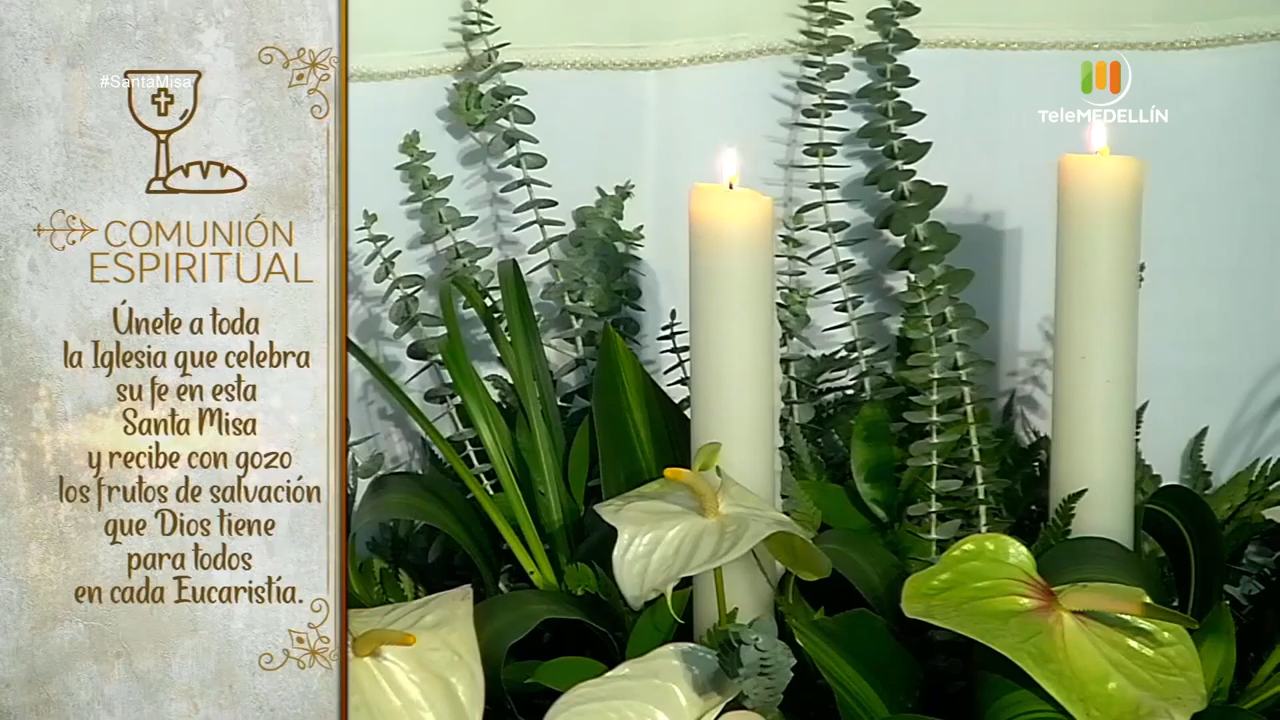 #SantaMisa
COMUNIÓN
ESPIRITUAL
Únete a toda
la Iglesia que celebra
su fe en esta
Santa Misa
y recibe con gozo
los frutos de salvación
que Dios tiene
para todos
en cada Eucaristía.
TeleMEDELLÍN